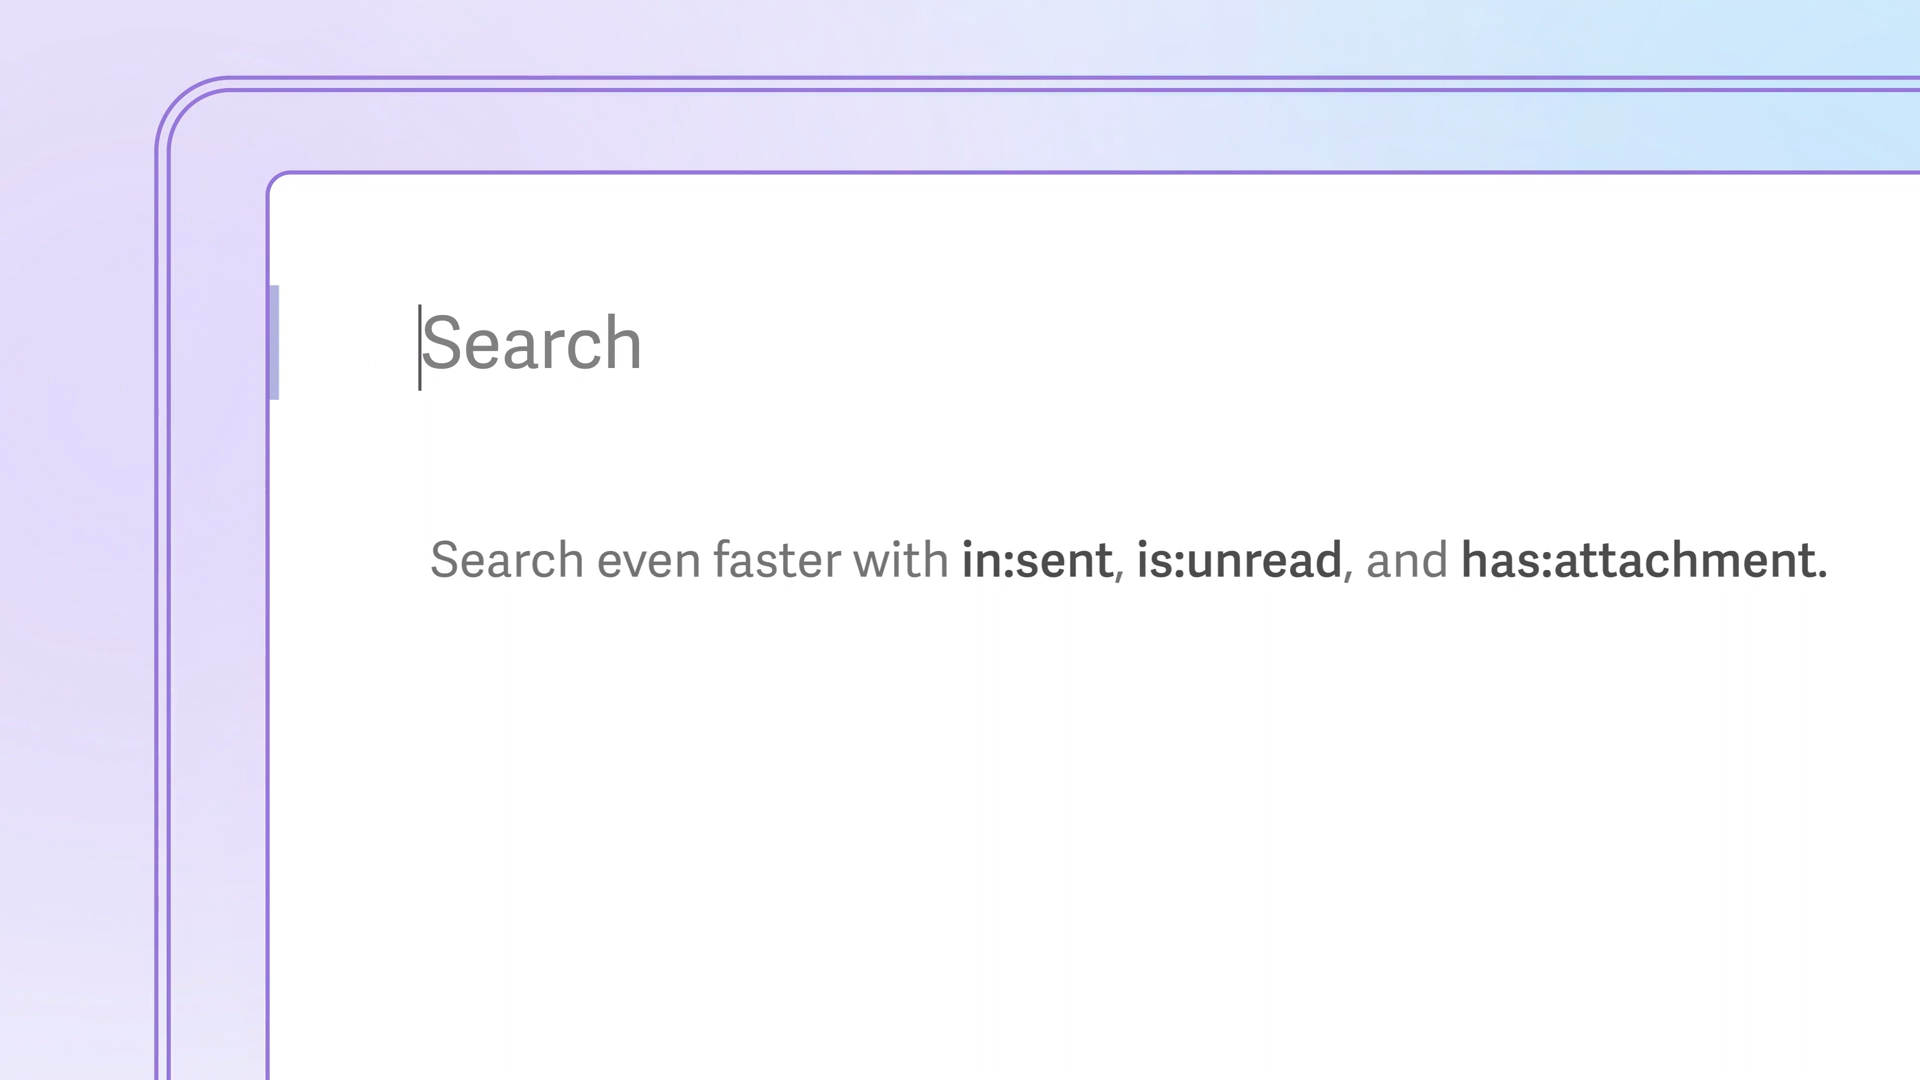 Search
Search even faster with in:sent, is:unread, and has:attachment.